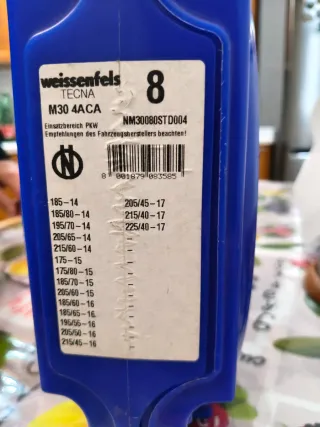 weissenfels
TECNA
8
M30 4ACA
NM30080STD004
Einsatzbereich PKW
Empfehlungen des Fahrzeugherstellers beachten!
N
8 001879 083585
185-14
185/80-14
195/70-14
205/65-14
215/60-14
175-15
175/80-15
185/70-15
205/60-15
185/60-16
185/65-16
195/55-16
205/50-16
215/45-16
205/45-17
215/40-17
225/40-17